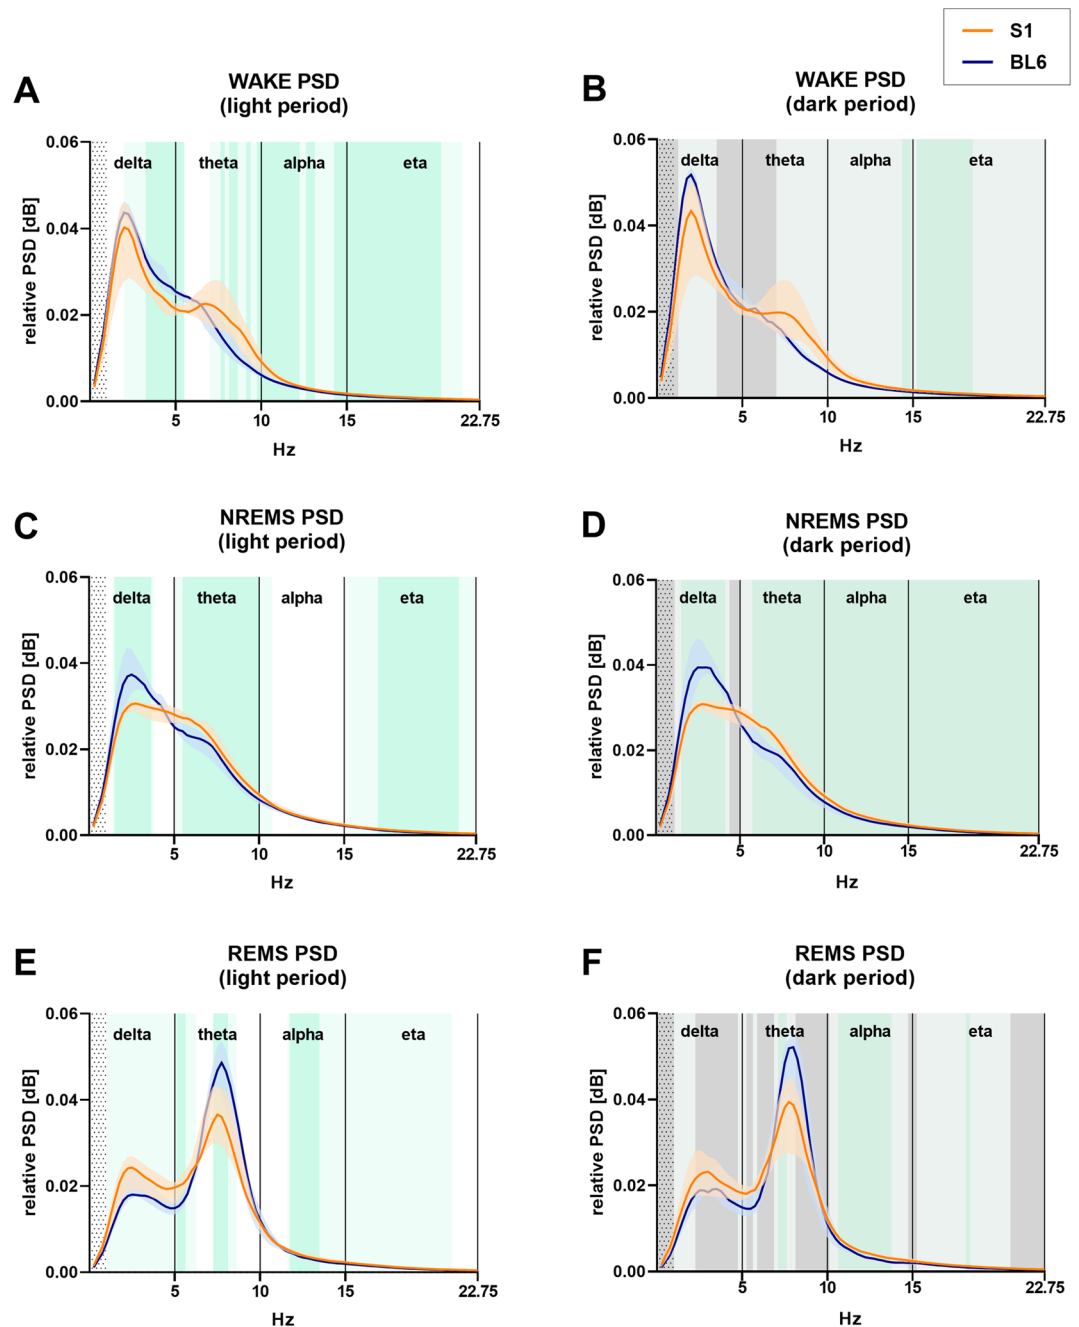 S1
BL6
A
WAKE PSD
(light period)
0.06
0.04
0.02
0.00
relative PSD [dB]
delta theta alpha eta
5 10 15 22.75
Hz
B
WAKE PSD
(dark period)
0.06
0.04
0.02
0.00
relative PSD [dB]
delta theta alpha eta
5 10 15 22.75
Hz
C
NREMS PSD
(light period)
0.06
0.04
0.02
0.00
relative PSD [dB]
delta theta alpha eta
5 10 15 22.75
Hz
D
NREMS PSD
(dark period)
0.06
0.04
0.02
0.00
relative PSD [dB]
delta theta alpha eta
5 10 15 22.75
Hz
E
REMS PSD
(light period)
0.06
0.04
0.02
0.00
relative PSD [dB]
delta theta alpha eta
5 10 15 22.75
Hz
F
REMS PSD
(dark period)
0.06
0.04
0.02
0.00
relative PSD [dB]
delta theta alpha eta
5 10 15 22.75
Hz